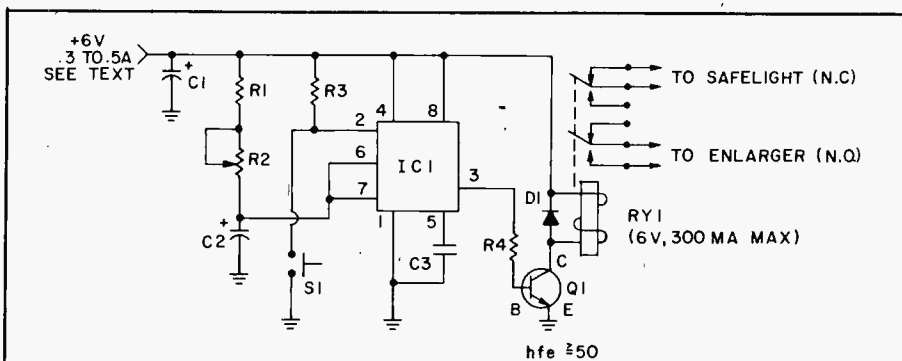 +6V
.3 TO.5A
SEE TEXT
C1
+
R1
R3
4
8
TO SAFELIGHT (N.C)
2
R2
6
IC1
3
TO ENLARGER (N.O)
7
+
C2
1
5
D1
RY1
(6V, 300 MA MAX)
C3
R4
C
S1
Q1
B
E
hfe ≥50